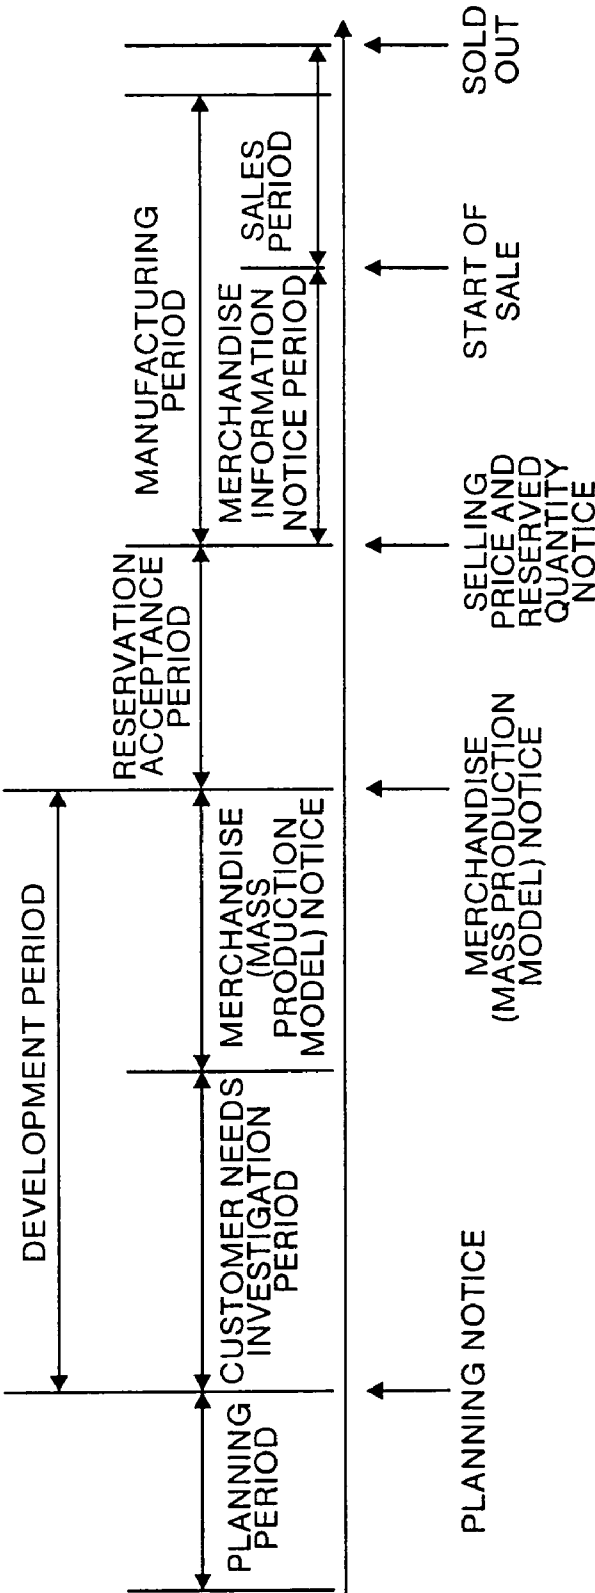 DEVELOPMENT PERIOD
PLANNING
PERIOD
CUSTOMER NEEDS
INVESTIGATION
PERIOD
MERCHANDISE
(MASS
PRODUCTION
MODEL) NOTICE
RESERVATION
ACCEPTANCE
PERIOD
MANUFACTURING
PERIOD
MERCHANDISE
INFORMATION
NOTICE PERIOD
SALES
PERIOD
PLANNING NOTICE
MERCHANDISE
(MASS PRODUCTION
MODEL) NOTICE
SELLING
PRICE AND
RESERVED
QUANTITY
NOTICE
START OF
SALE
SOLD
OUT